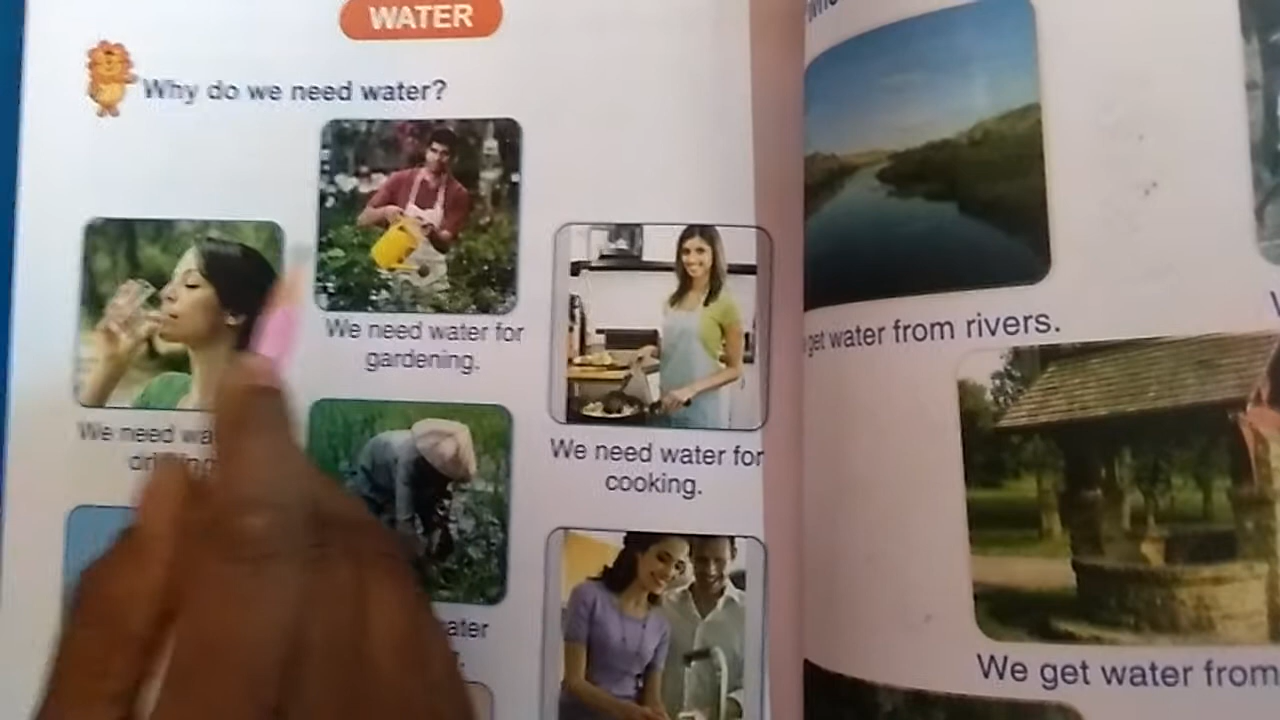 WATER
Why do we need water?
We need water for
gardening.
We need
We need water for
cooking.
get water from rivers.
We get water from